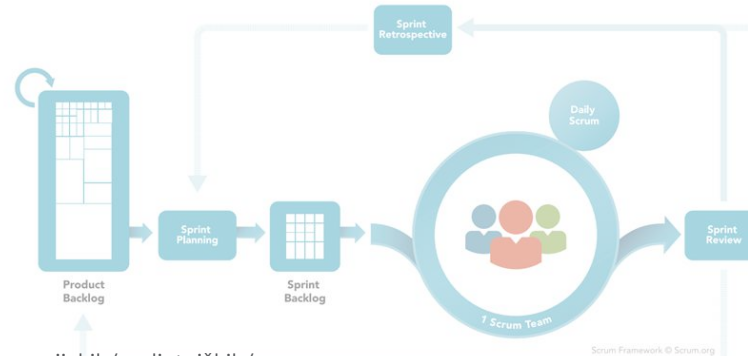 Sprint
Retrospective
Daily
Scrum
Sprint
Planning
Sprint
Review
Product
Backlog
Sprint
Backlog
1 Scrum Team
Scrum Framework © Scrum.org